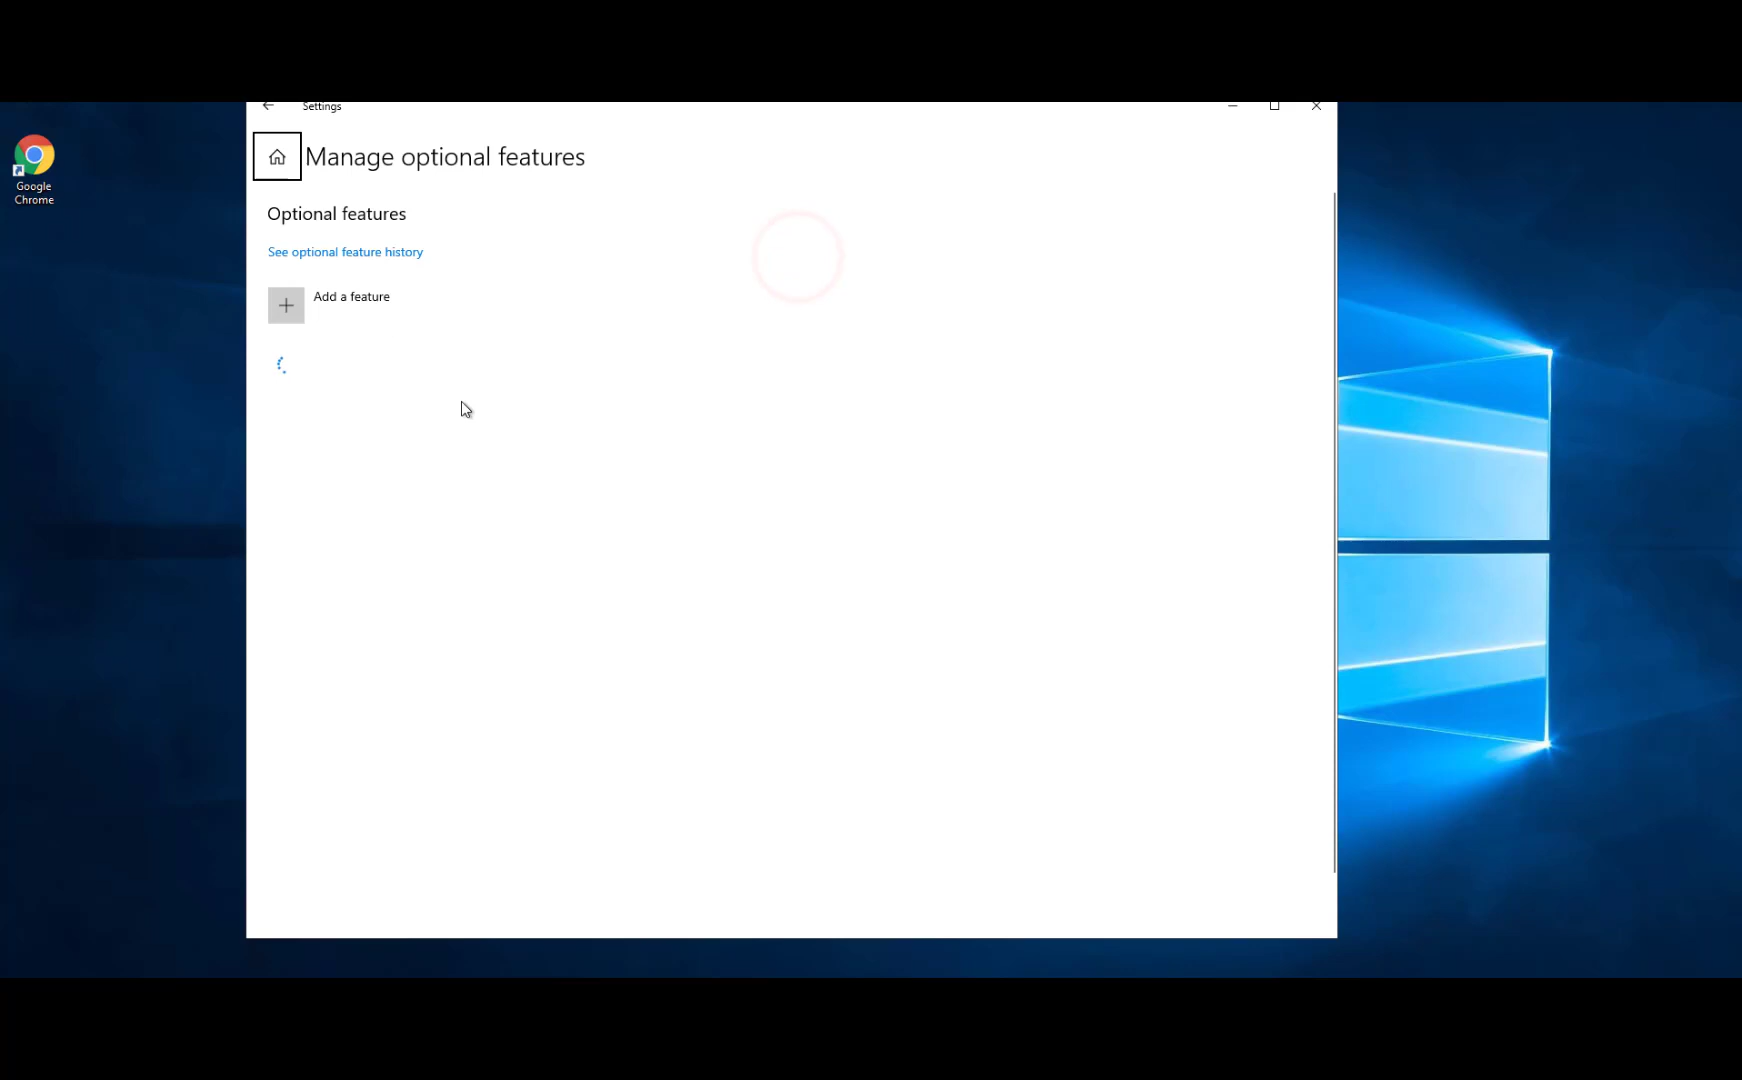 Settings
Manage optional features
Optional features
See optional feature history
Add a feature
Google
Chrome